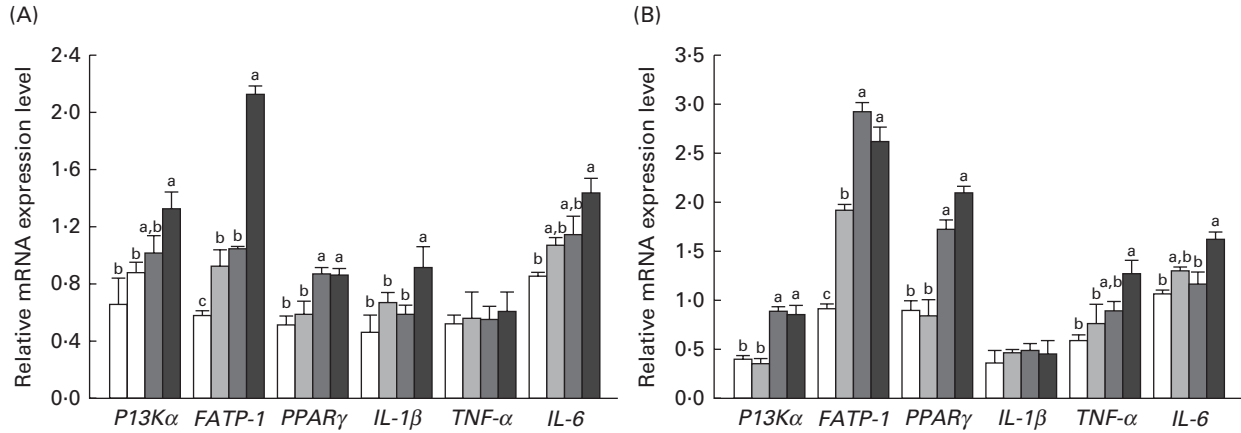 (A)
Relative mRNA expression level
2·4
2·0
1·6
1·2
0·8
0·4
0·0
b
b
a,b
a
c
b
b
a
b
b
a
a
b
b
b
a
b
a,b
a,b
a
P13Kα FATP-1 PPARγ IL-1β TNF-α IL-6
(B)
Relative mRNA expression level
3·5
3·0
2·5
2·0
1·5
1·0
0·5
0·0
b
b
a
a
c
b
a
a
b
b
a
a
b
b
a,b
a
b
a,b
b
a
P13Kα FATP-1 PPARγ IL-1β TNF-α IL-6